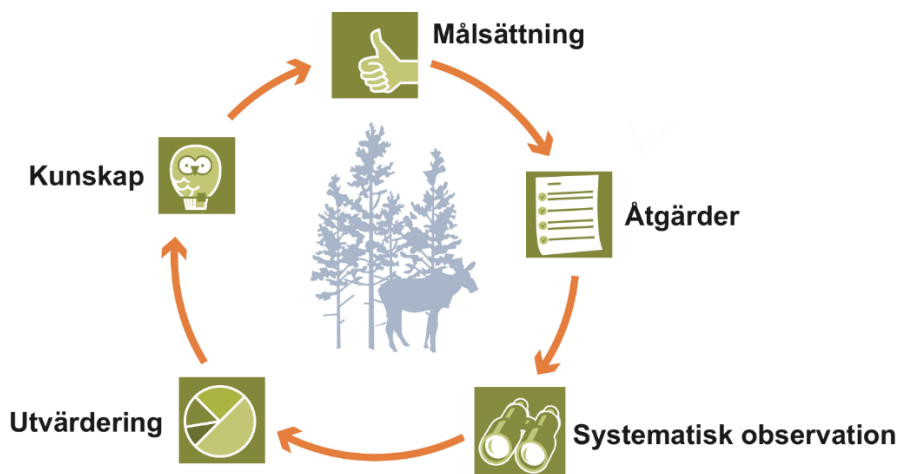 Målsättning
Kunskap
Åtgärder
Utvärdering
Systematisk observation